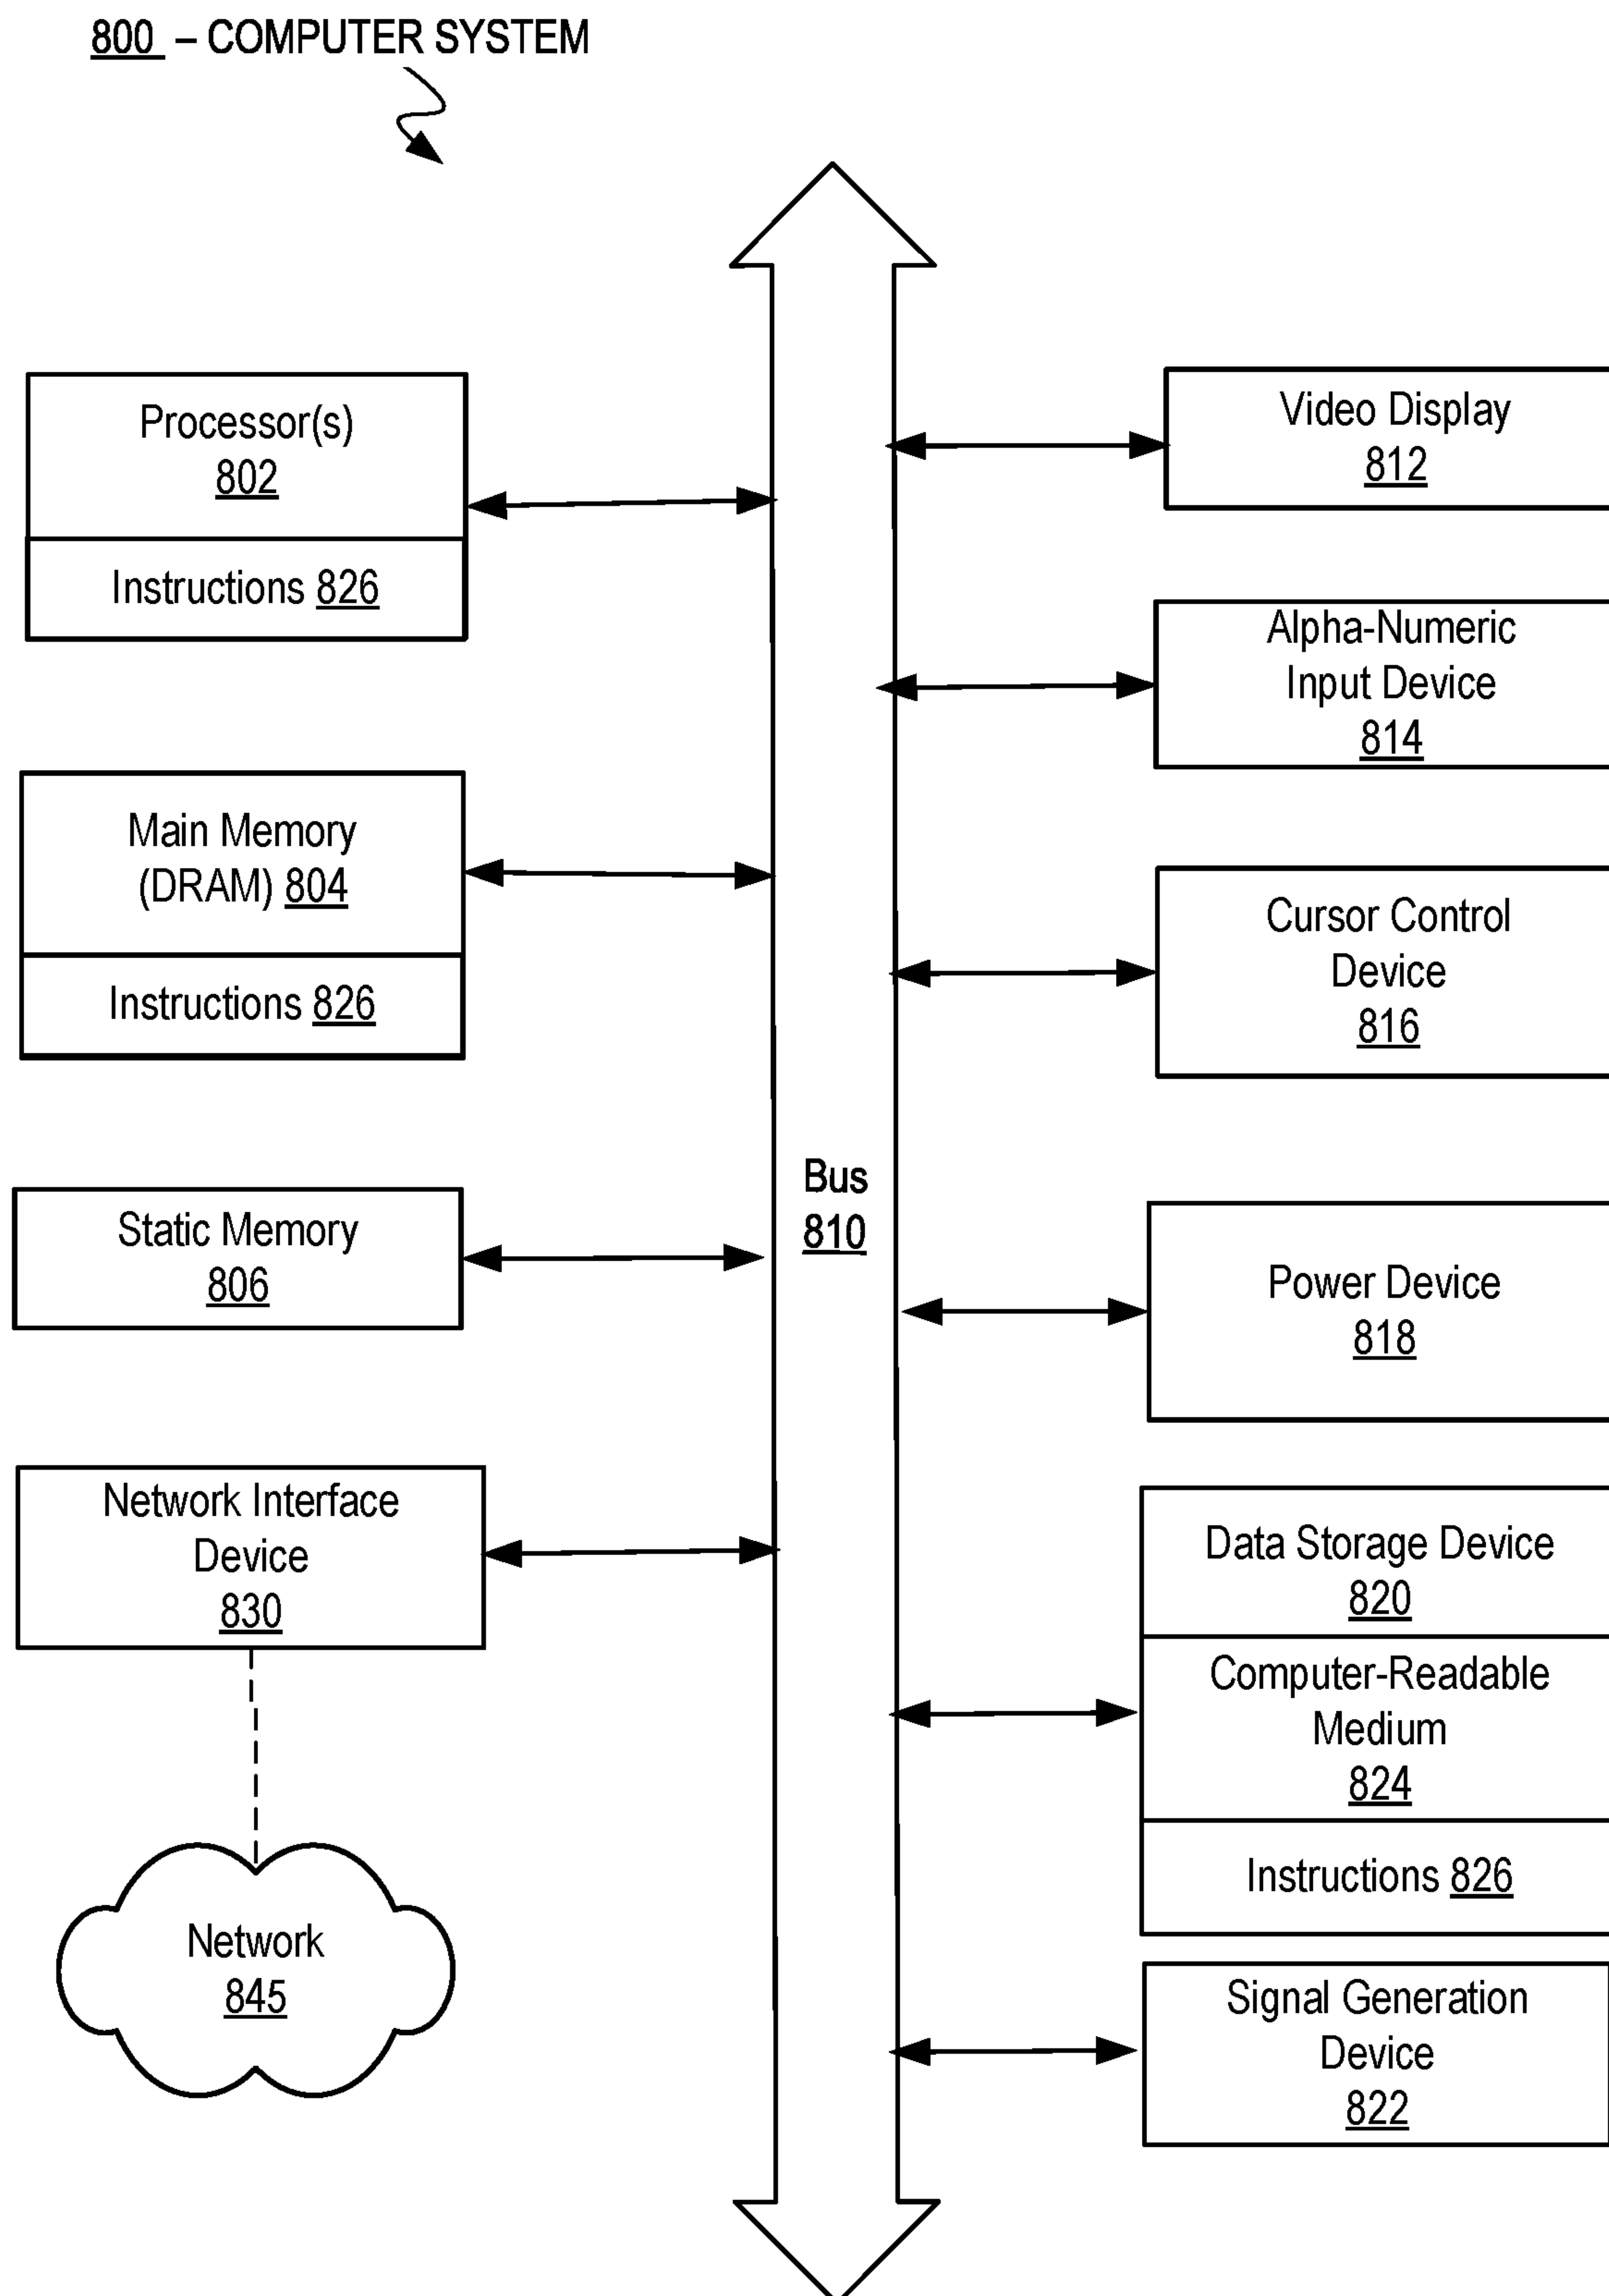 800 – COMPUTER SYSTEM
Processor(s)
802
Instructions 826
Main Memory
(DRAM) 804
Instructions 826
Static Memory
806
Network Interface
Device
830
Network
845
Bus
810
Video Display
812
Alpha-Numeric
Input Device
814
Cursor Control
Device
816
Power Device
818
Data Storage Device
820
Computer-Readable
Medium
824
Instructions 826
Signal Generation
Device
822